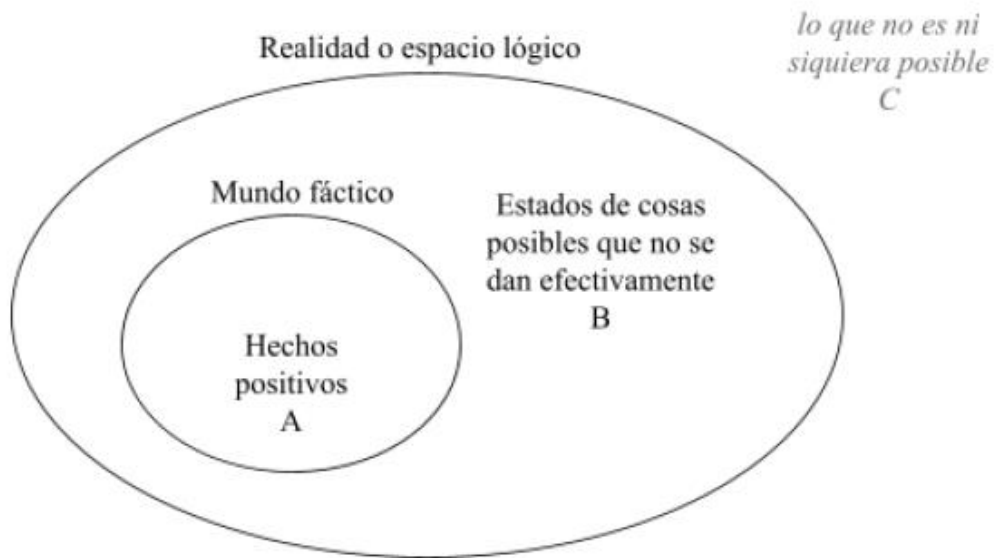 lo que no es ni
siquiera posible
C
Realidad o espacio lógico
Mundo fáctico
Estados de cosas
posibles que no se
dan efectivamente
B
Hechos
positivos
A